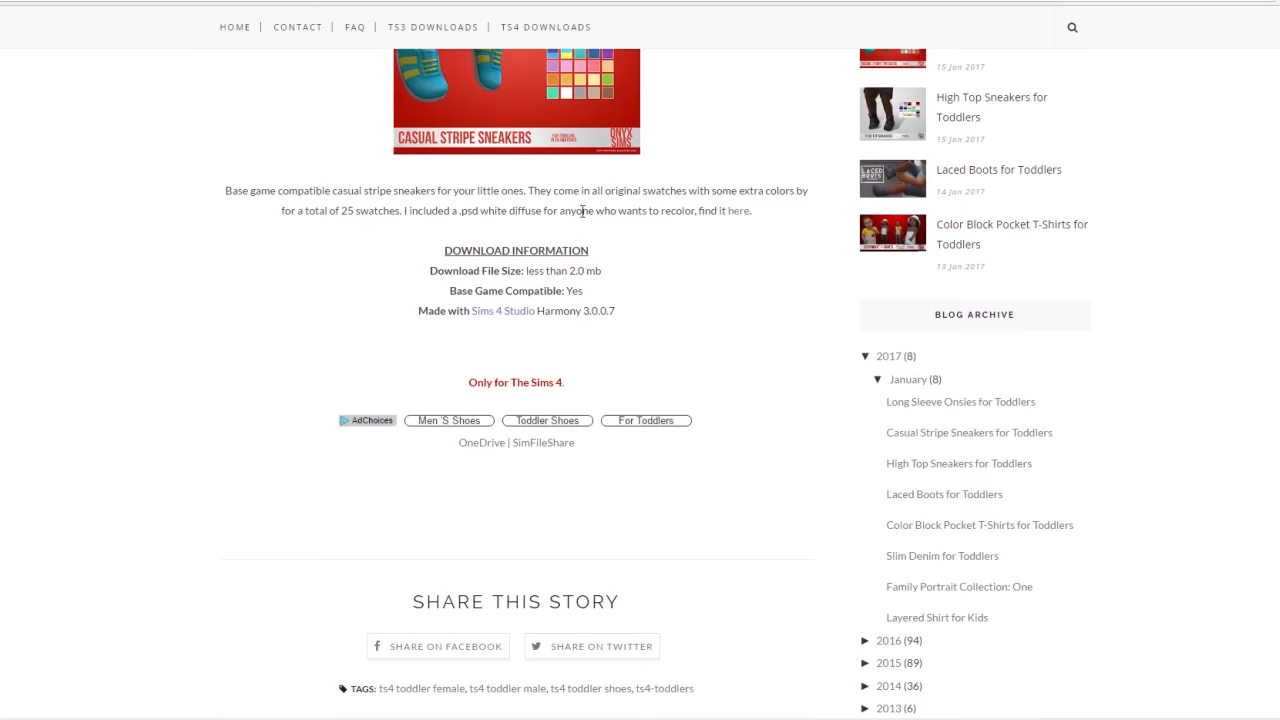 HOME
CONTACT
FAQ
TS3 DOWNLOADS
TS4 DOWNLOADS
CASUAL STRIPE SNEAKERS
ONYX
SIMS
Base game compatible casual stripe sneakers for your little ones. They come in all original swatches with some extra colors by
for a total of 25 swatches. I included a .psd white diffuse for anyone who wants to recolor, find it here.
DOWNLOAD INFORMATION
Download File Size: less than 2.0 mb
Base Game Compatible: Yes
Made with Sims 4 Studio Harmony 3.0.0.7
Only for The Sims 4.
AdChoices
Men 'S Shoes
Toddler Shoes
For Toddlers
OneDrive | SimFileShare
SHARE THIS STORY
SHARE ON FACEBOOK
SHARE ON TWITTER
TAGS: ts4 toddler female, ts4 toddler male, ts4 toddler shoes, ts4-toddlers
15 Jan 2017
High Top Sneakers for
Toddlers
15 Jan 2017
LACED
BOOTS
Laced Boots for Toddlers
14 Jan 2017
Color Block Pocket T-Shirts for
Toddlers
13 Jan 2017
BLOG ARCHIVE
▼ 2017 (8)
▼ January (8)
Long Sleeve Onsies for Toddlers
Casual Stripe Sneakers for Toddlers
High Top Sneakers for Toddlers
Laced Boots for Toddlers
Color Block Pocket T-Shirts for Toddlers
Slim Denim for Toddlers
Family Portrait Collection: One
Layered Shirt for Kids
► 2016 (94)
► 2015 (89)
► 2014 (36)
► 2013 (6)